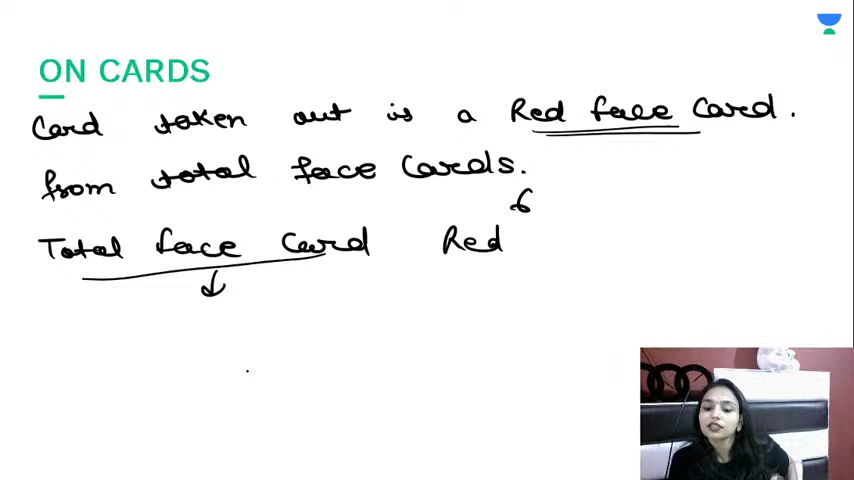 ON CARDS
Card taken out is a Red face Card.
from total face Cards.
6
Total face Card Red